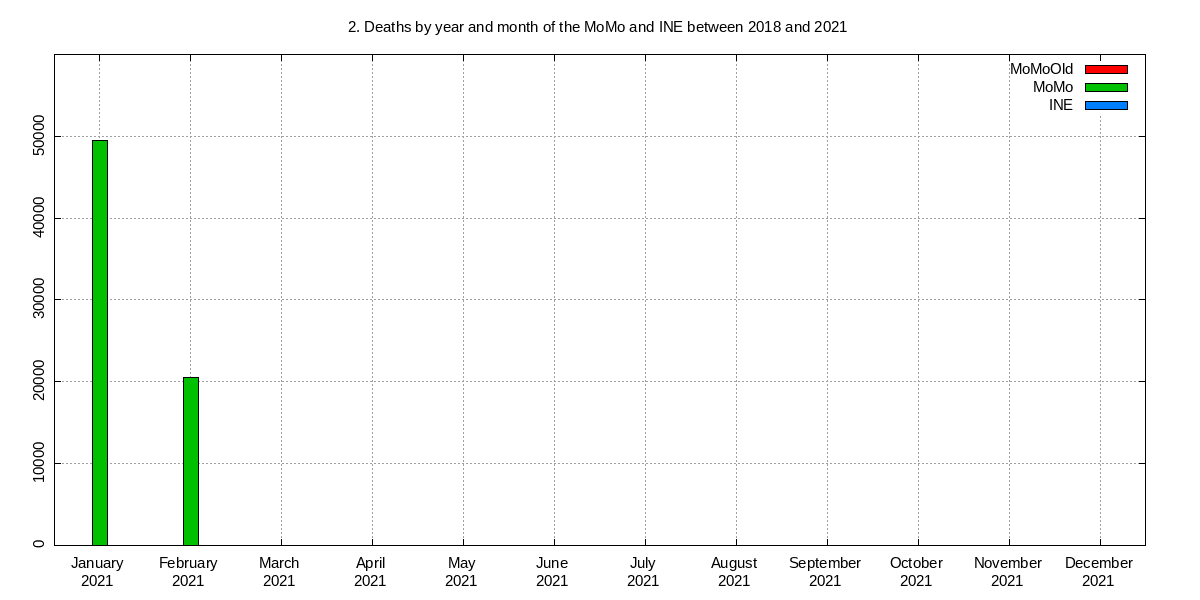 2. Deaths by year and month of the MoMo and INE between 2018 and 2021
MoMoOld
MoMo
INE
50000
40000
30000
20000
10000
0
January February March April May June July August September October November December
2021 2021 2021 2021 2021 2021 2021 2021 2021 2021 2021 2021